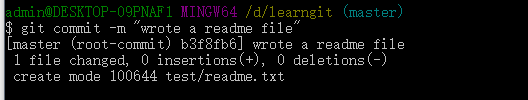 admin@DESKTOP-09PNAF1 MINGW64 /d/learngit (master)
$ git commit -m "wrote a readme file"
[master (root-commit) b3f8fb6] wrote a readme file
 1 file changed, 0 insertions(+), 0 deletions(-)
 create mode 100644 test/readme.txt